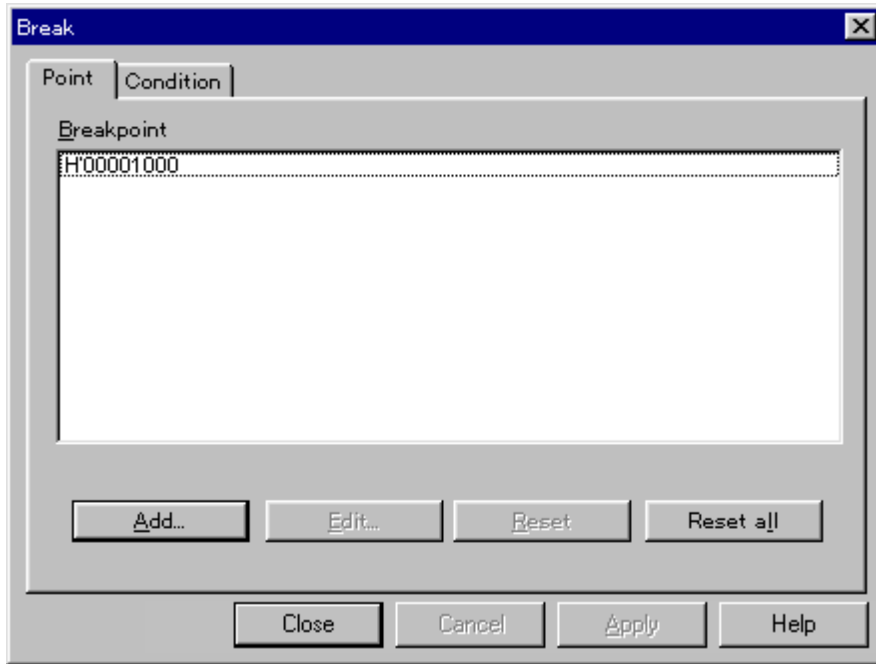 Break
Point Condition
Breakpoint
H'00001000
Add... Edit... Reset Reset all
Close Cancel Apply Help